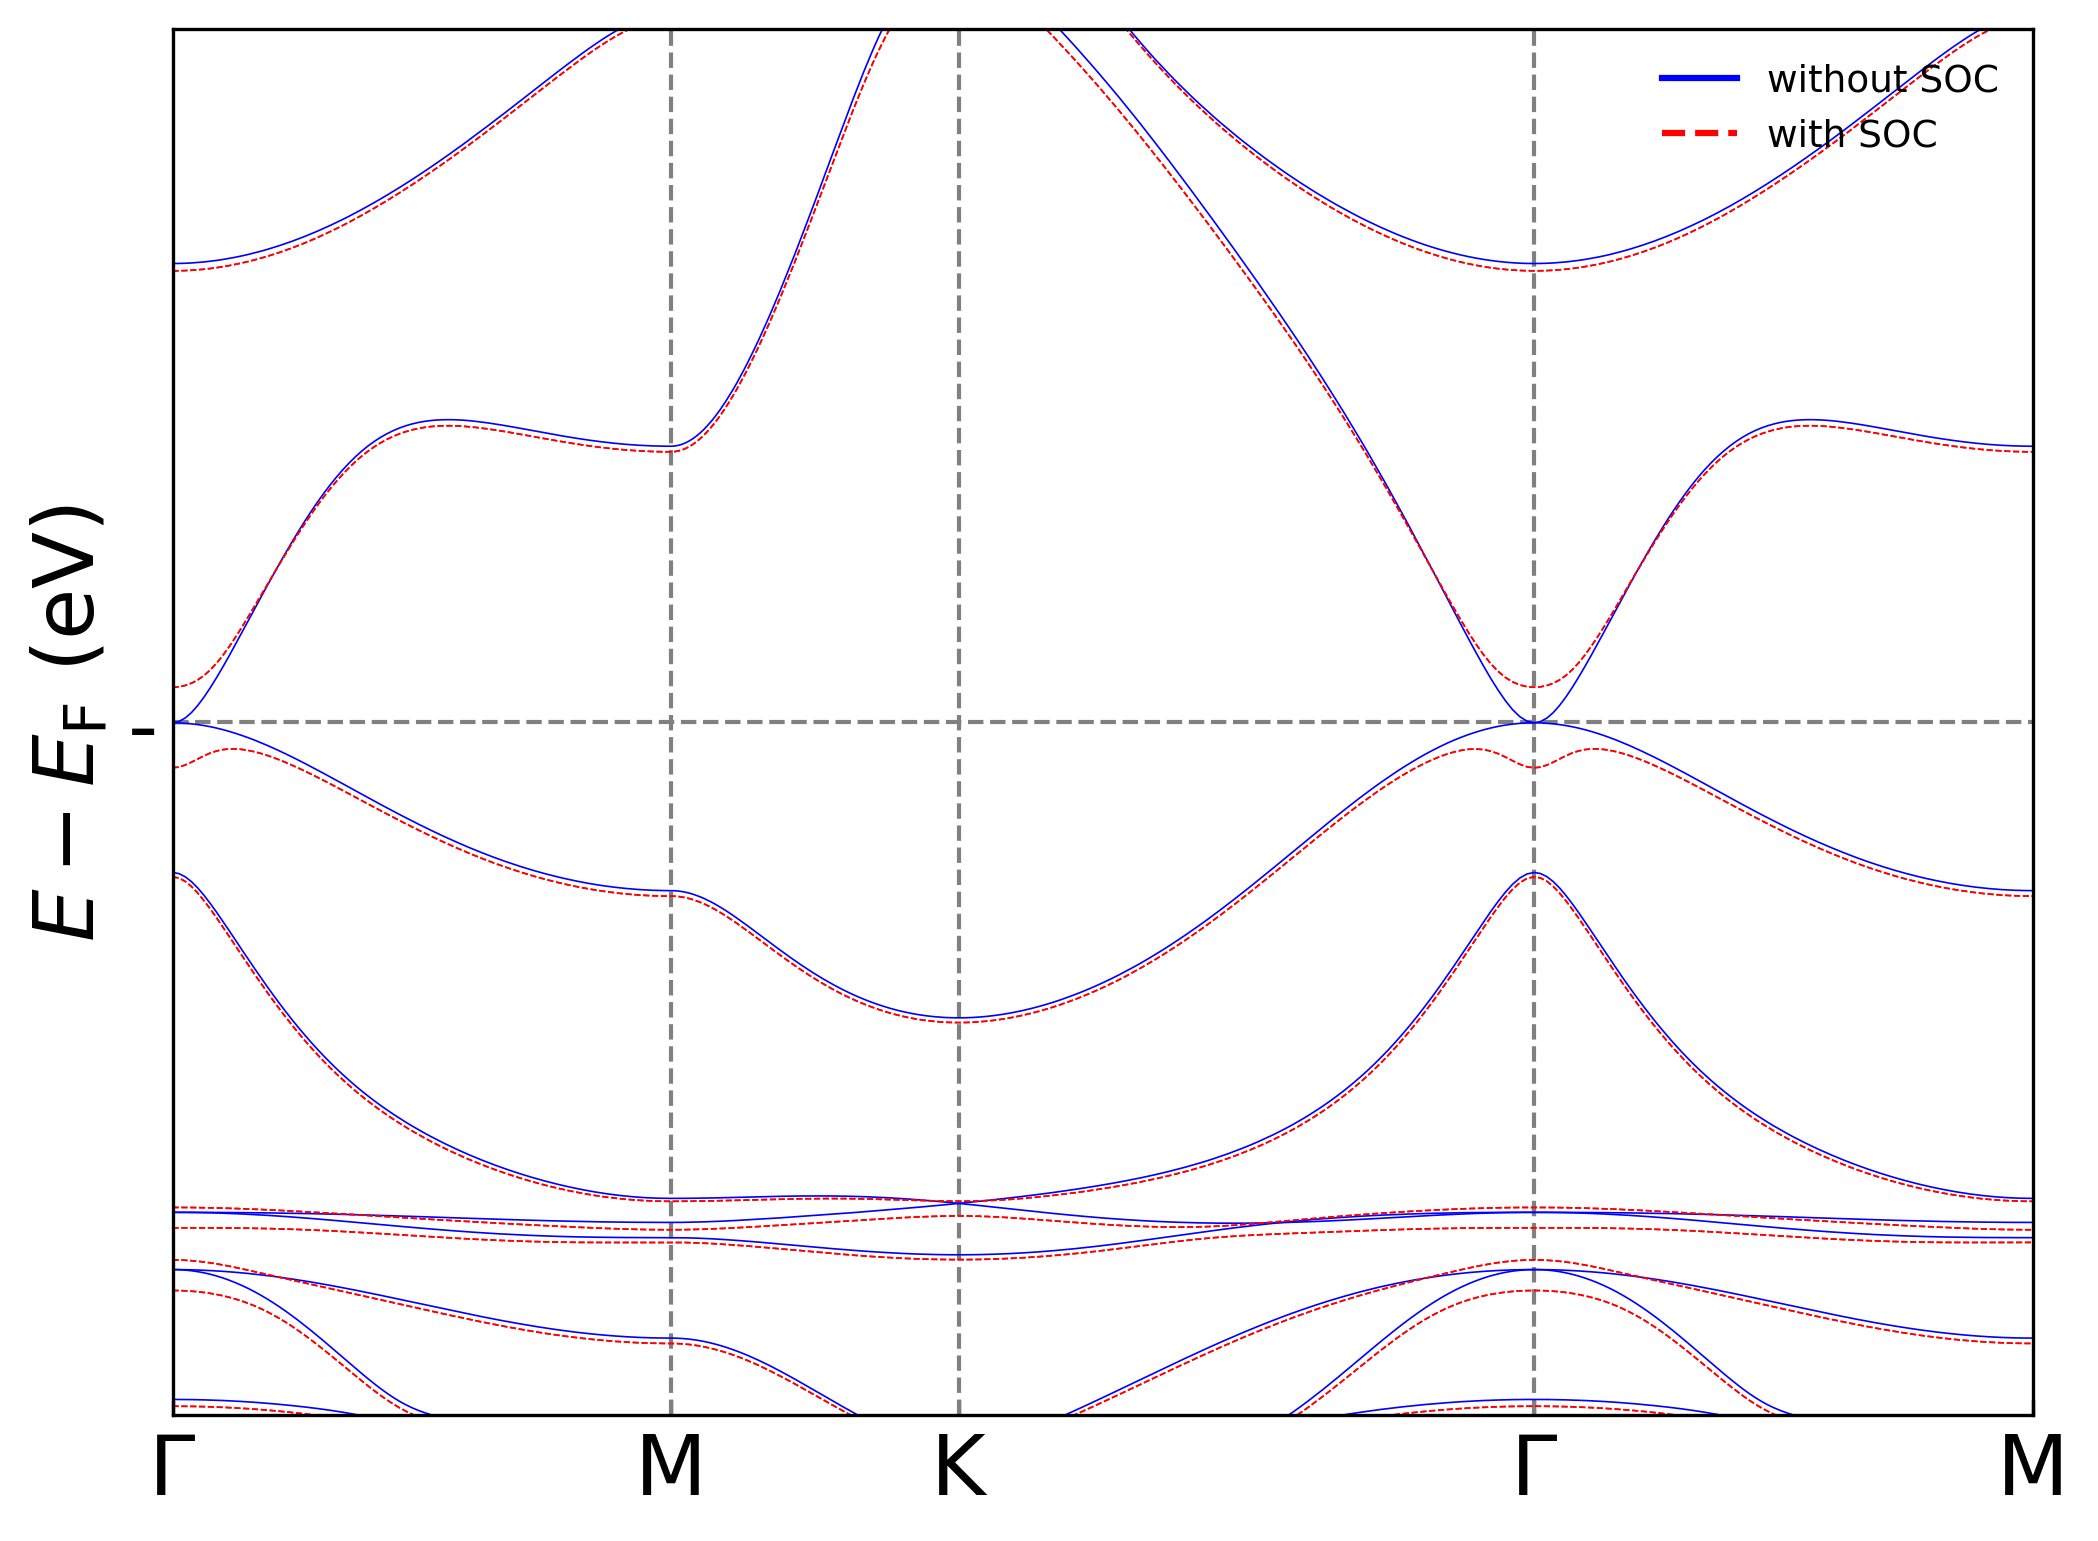 without SOC
with SOC
E − E_F (eV)
-
Γ M K Γ M